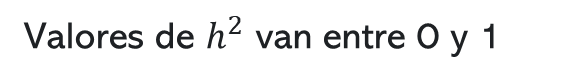 Valores de h² van entre 0 y 1